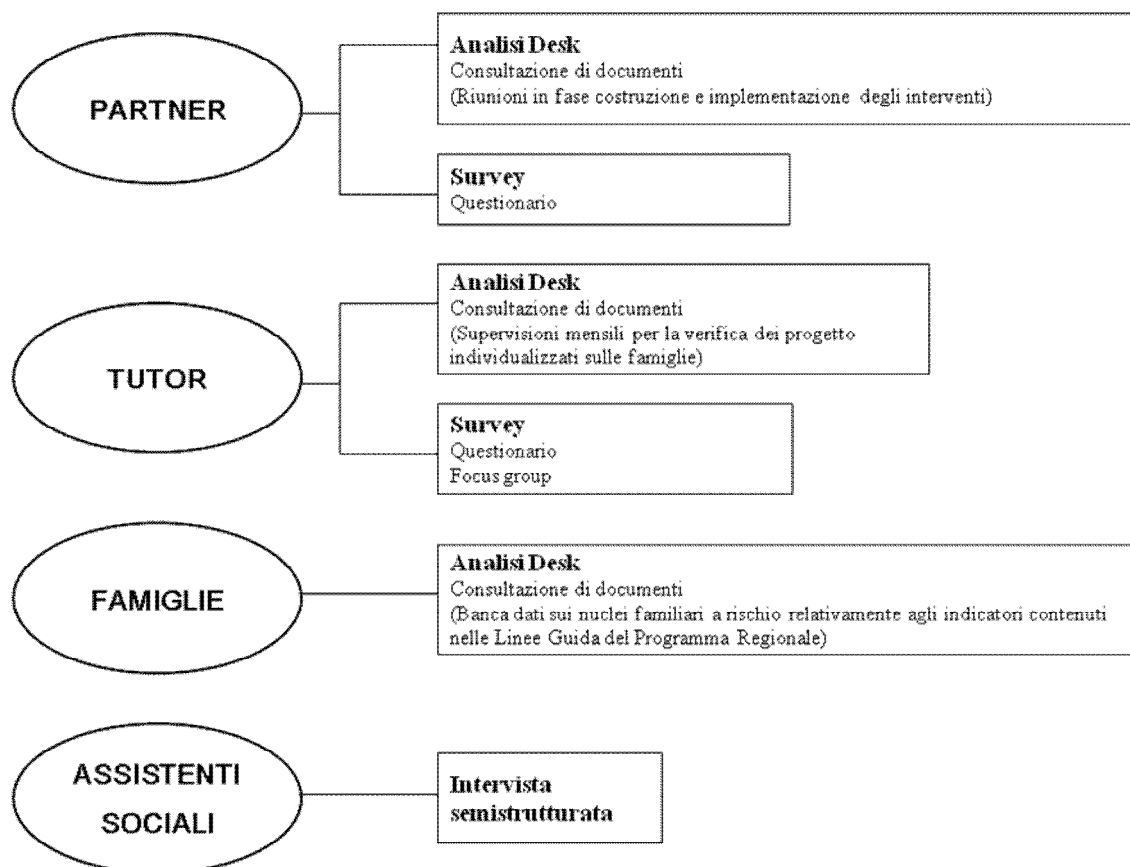 PARTNER
Analisi Desk
Consultazione di documenti
(Riunioni in fase costruzione e implementazione degli interventi)
Survey
Questionario
TUTOR
Analisi Desk
Consultazione di documenti
(Supervisioni mensili per la verifica dei progetto
individualizzati sulle famiglie)
Survey
Questionario
Focus group
FAMIGLIE
Analisi Desk
Consultazione di documenti
(Banca dati sui nuclei familiari a rischio relativamente agli indicatori contenuti
nelle Linee Guida del Programma Regionale)
ASSISTENTI
SOCIALI
Intervista
semistrutturata